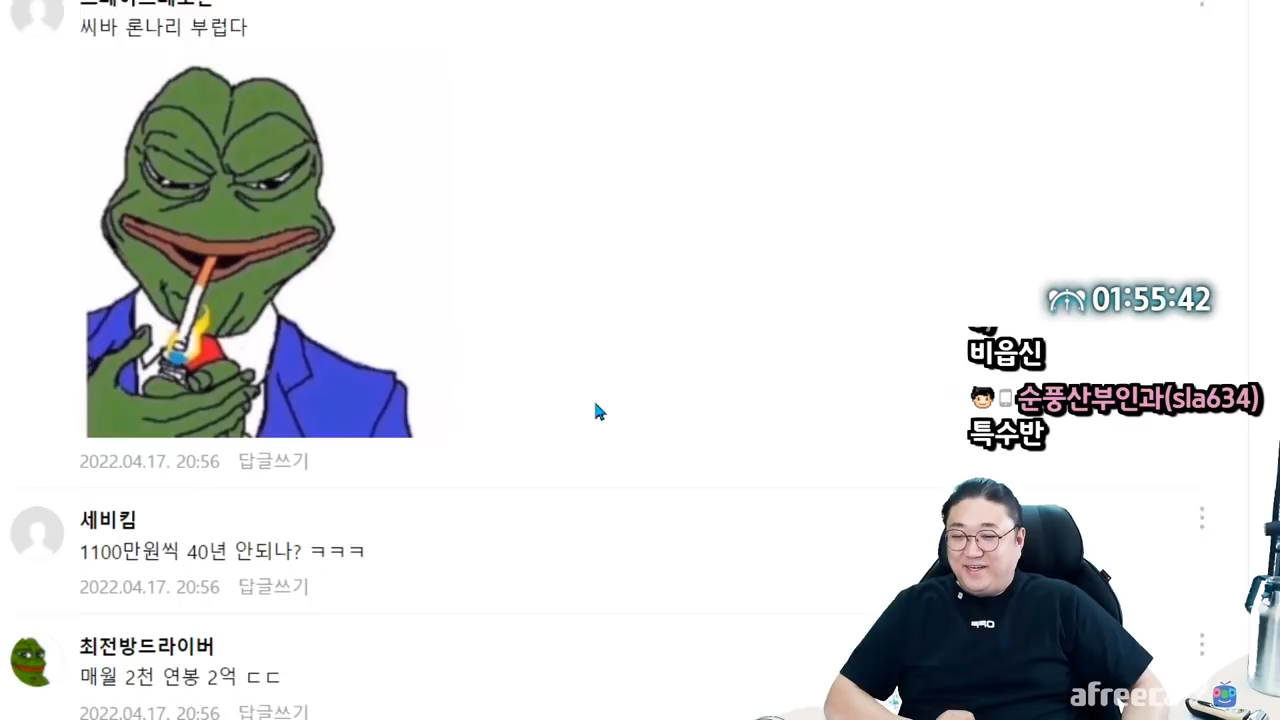 씨바 론나리 부럽다
2022.04.17. 20:56 답글쓰기
세비킴
1100만원씩 40년 안되나? ㅋㅋㅋ
2022.04.17. 20:56 답글쓰기
최전방드라이버
매월 2천 연봉 2억 ㄷㄷ
2022.04.17. 20:56 답글쓰기
01:55:42
비읍신
순풍산부인과(sla634)
특수반